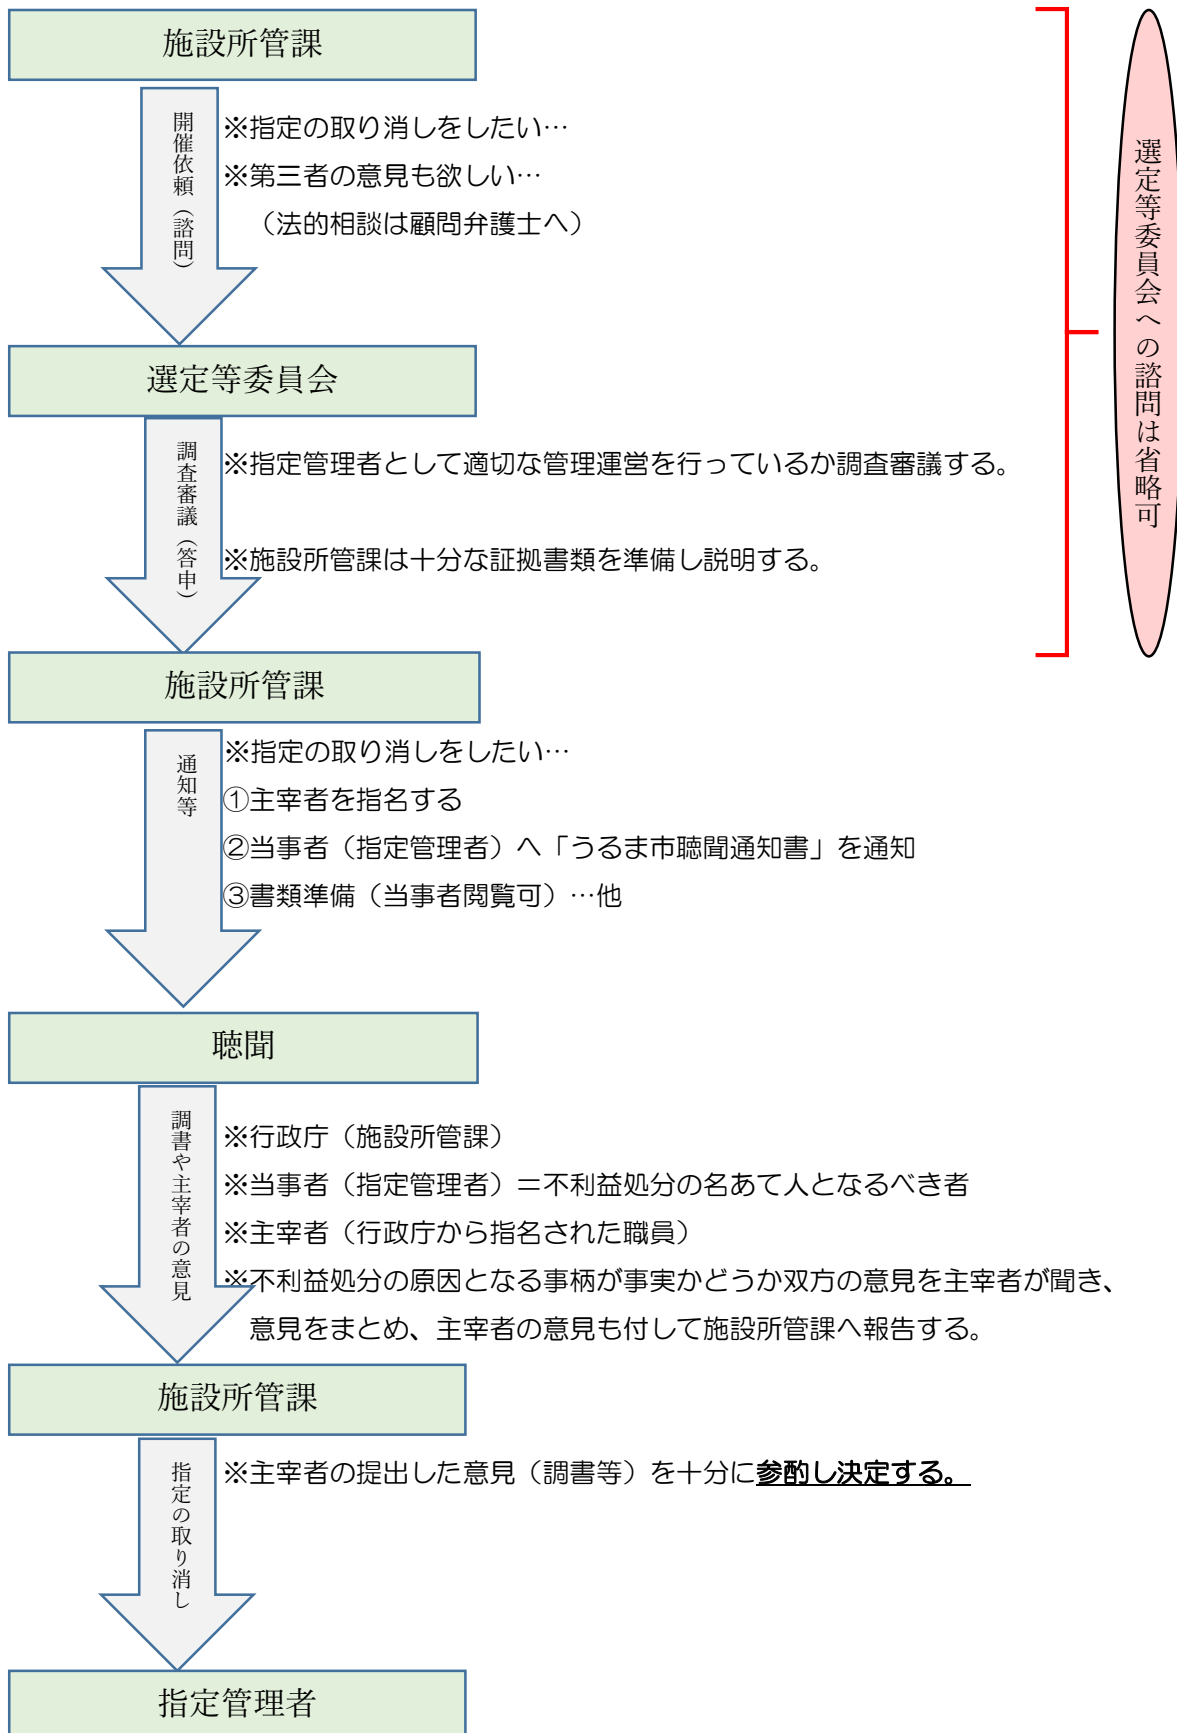 施設所管課
開催依頼（諮問）
※指定の取り消しをしたい…
※第三者の意見も欲しい…
（法的相談は顧問弁護士へ）
選定等委員会への諮問は省略可
選定等委員会
調査審議（答申）
※指定管理者として適切な管理運営を行っているか調査審議する。
※施設所管課は十分な証拠書類を準備し説明する。
施設所管課
通知等
※指定の取り消しをしたい…
①主宰者を指名する
②当事者（指定管理者）へ「うるま市聴聞通知書」を通知
③書類準備（当事者閲覧可）…他
聴聞
調書や主宰者の意見
※行政庁（施設所管課）
※当事者（指定管理者）＝不利益処分の名あて人となるべき者
※主宰者（行政庁から指名された職員）
※不利益処分の原因となる事柄が事実かどうか双方の意見を主宰者が聞き、
意見をまとめ、主宰者の意見も付して施設所管課へ報告する。
施設所管課
指定の取り消し
※主宰者の提出した意見（調書等）を十分に参酌し決定する。
指定管理者